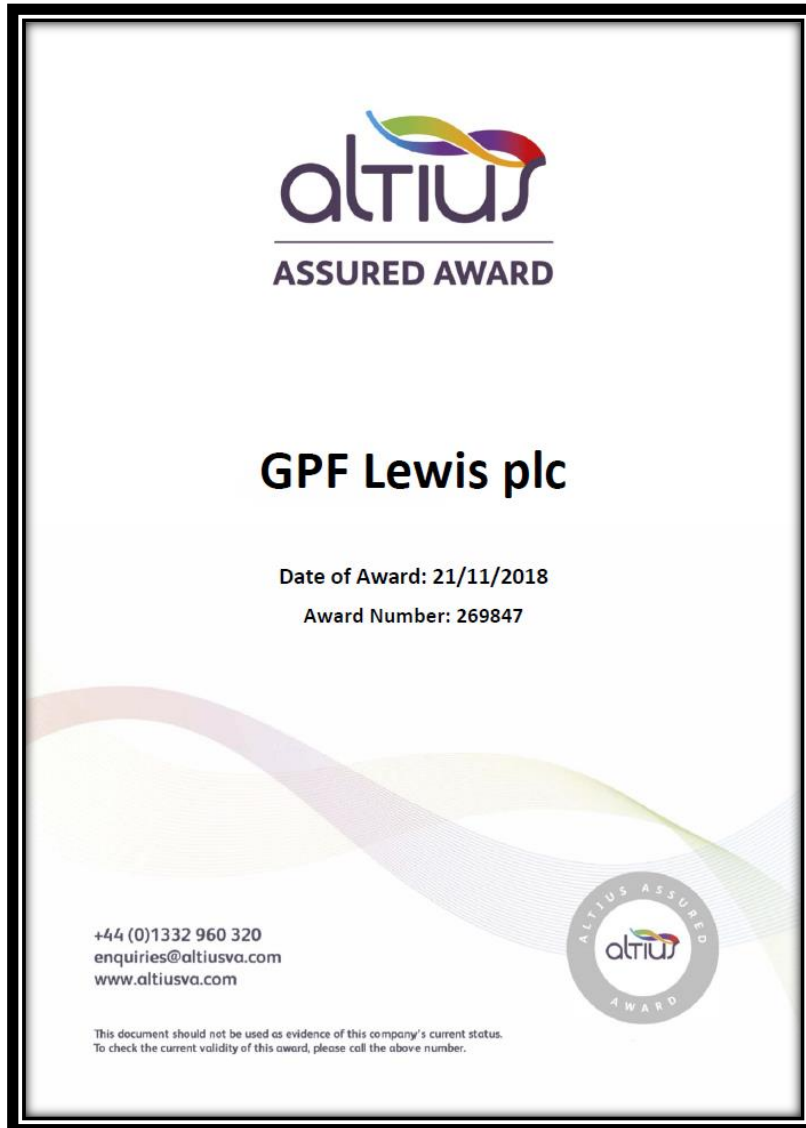 altius
ASSURED AWARD
GPF Lewis plc
Date of Award: 21/11/2018
Award Number: 269847
+44 (0)1332 960 320
enquiries@altiusva.com
www.altiusva.com
ALTIUS ASSURED
altius
AWARD
This document should not be used as evidence of this company's current status.
To check the current validity of this award, please call the above number.